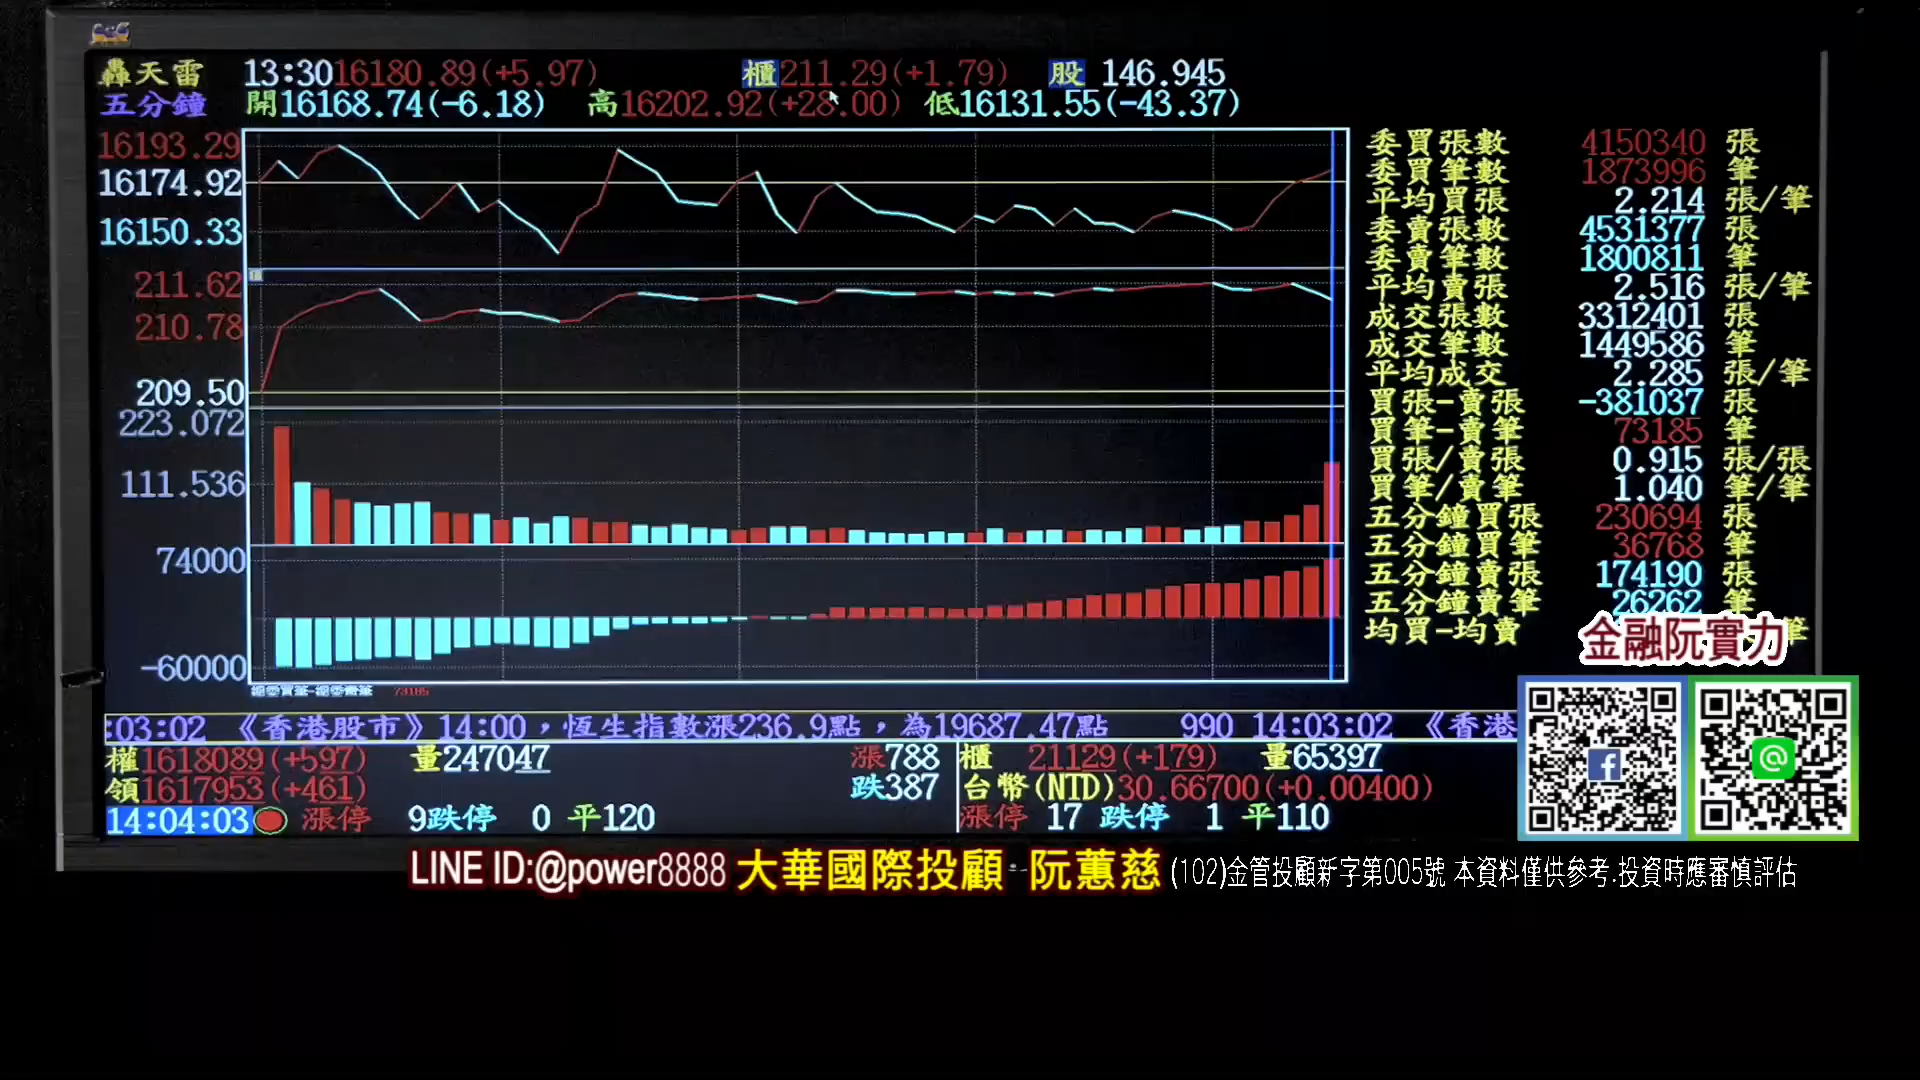 轟天雷 13:30 16180.89(+5.97) 櫃211.29(+1.79) 股 146.945
五分鐘 開16168.74(-6.18) 高16202.92(+28.00) 低16131.55(-43.37)
16193.29
16174.92
16150.33
211.62
210.78
209.50
223.072
111.536
74000
-60000
總委買筆-總委賣筆 73185
委買張數 4150340 張
委買筆數 1873996 筆
平均買張 2.214 張/筆
委賣張數 4531377 張
委賣筆數 1800811 筆
平均賣張 2.516 張/筆
成交張數 3312401 張
成交筆數 1449586 筆
平均成交 2.285 張/筆
買張-賣張 -381037 張
買筆-賣筆 73185 筆
買張/賣張 0.915 張/張
買筆/賣筆 1.040 筆/筆
五分鐘買張 230694 張
五分鐘買筆 36768 筆
五分鐘賣張 174190 張
五分鐘賣筆 26262 筆
均買-均賣 筆
金融阮實力
:03:02 《香港股市》14:00，恆生指數漲236.9點，為19687.47點 990 14:03:02 《香港
權1618089(+597) 量247047 漲788 櫃 21129(+179) 量65397
領1617953(+461) 跌387 台幣(NTD)30.66700(+0.00400)
14:04:03 漲停 9跌停 0 平120 漲停 17 跌停 1 平110
LINE ID:@power8888 大華國際投顧 阮蕙慈 (102)金管投顧新字第005號 本資料僅供參考.投資時應審慎評估